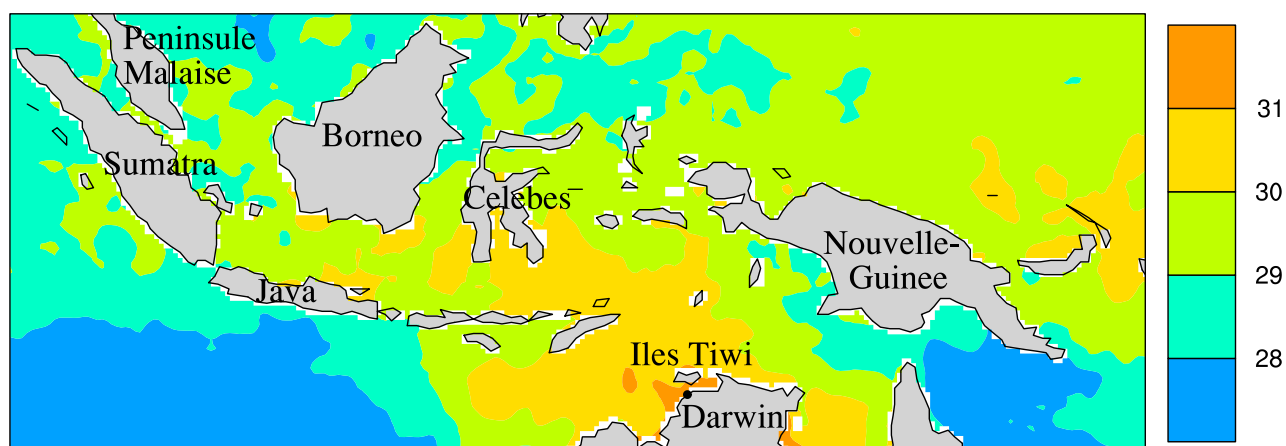 Peninsule
Malaise
Borneo
Sumatra
Celebes
Nouvelle-
Guinee
Java
Iles Tiwi
Darwin
31
30
29
28